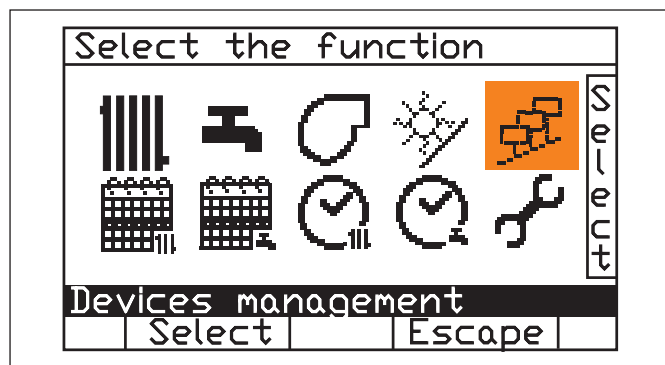 Select the function
Select
Devices management
Select
Escape